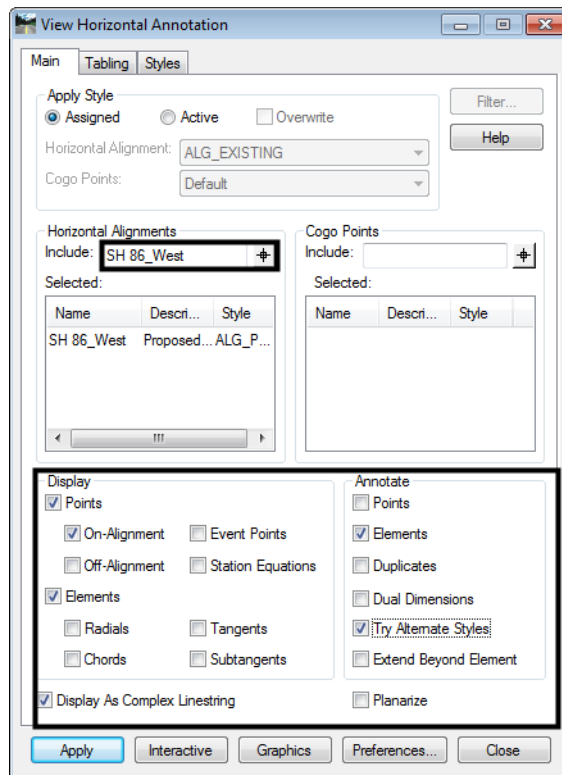 View Horizontal Annotation
Main Tabling Styles
Apply Style
Assigned Active Overwrite
Filter...
Help
Horizontal Alignment: ALG_EXISTING
Cogo Points: Default
Horizontal Alignments
Include: SH 86_West
Selected:
Name Descri... Style
SH 86_West Proposed... ALG_P...
Cogo Points
Include:
Selected:
Name Descri... Style
Display
Points
On-Alignment Event Points
Off-Alignment Station Equations
Elements
Radials Tangents
Chords Subtangents
Annotate
Points
Elements
Duplicates
Dual Dimensions
Try Alternate Styles
Extend Beyond Element
Display As Complex Linestring Planarize
Apply Interactive Graphics Preferences... Close